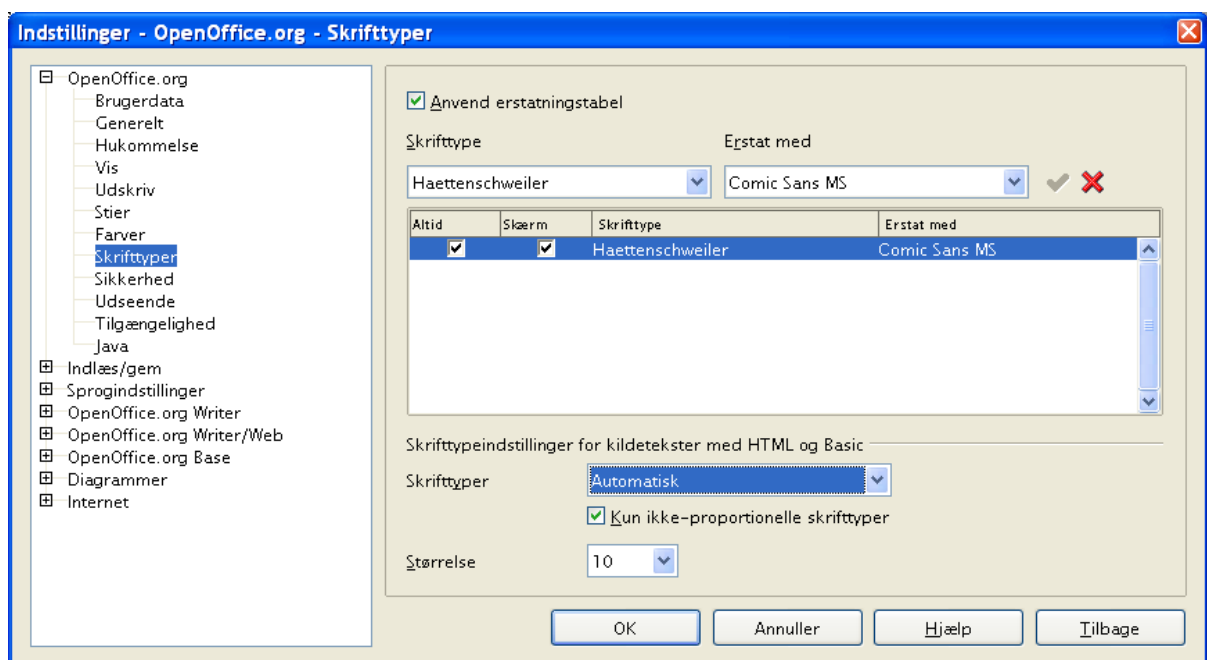 Indstillinger - OpenOffice.org - Skrifttyper
OpenOffice.org
Brugerdata
Generelt
Hukommelse
Vis
Udskriv
Stier
Farver
Skrifttyper
Sikkerhed
Udseende
Tilgængelighed
Java
Indlæs/gem
Sprogindstillinger
OpenOffice.org Writer
OpenOffice.org Writer/Web
OpenOffice.org Base
Diagrammer
Internet
Anvend erstatningstabel
Skrifttype Erstat med
Haettenschweiler Comic Sans MS
Altid Skærm Skrifttype Erstat med
Haettenschweiler Comic Sans MS
Skrifttypeindstillinger for kildetekster med HTML og Basic
Skrifttyper Automatisk
Kun ikke-proportionelle skrifttyper
Størrelse 10
OK Annuller Hjælp Tilbage